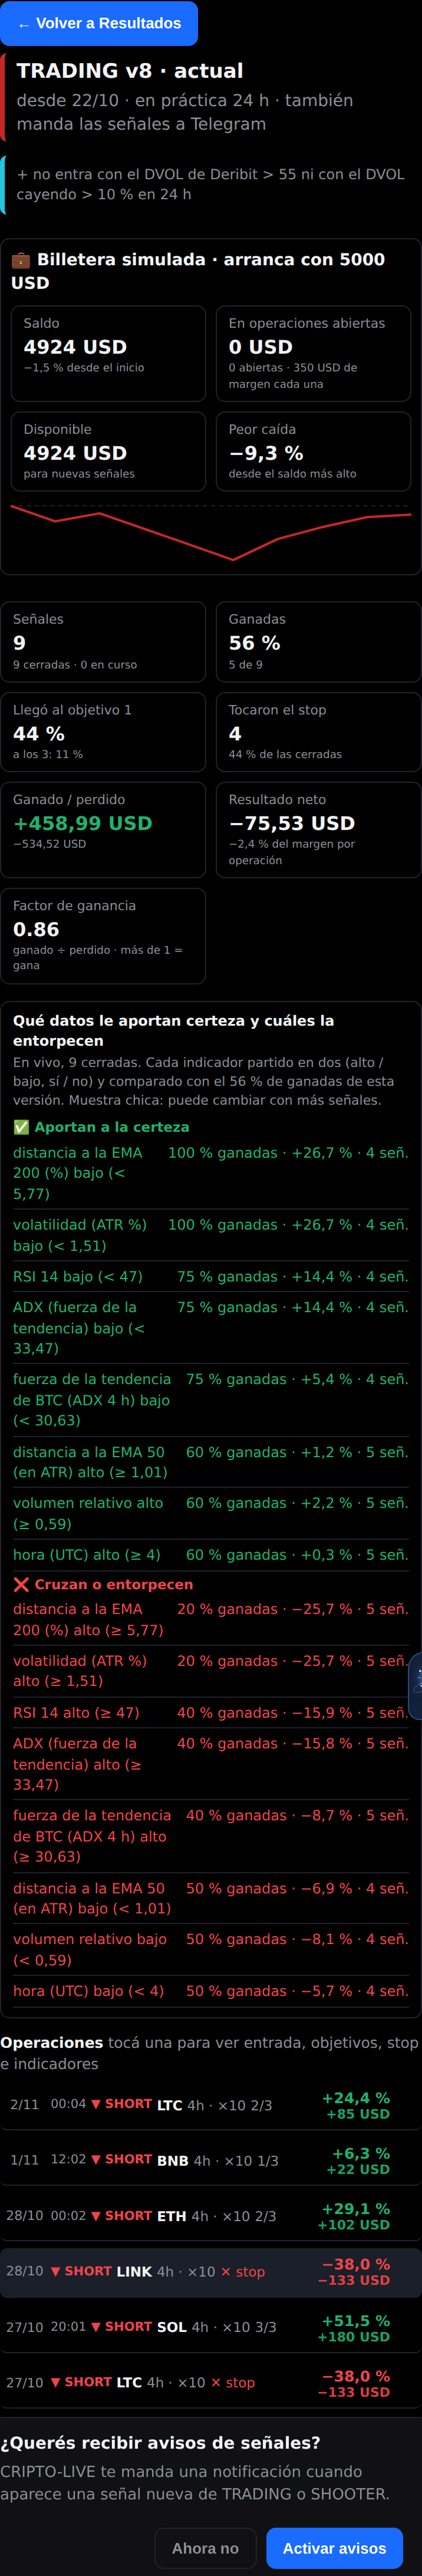 ← Volver a Resultados
TRADING v8 · actual
desde 22/10 · en práctica 24 h · también
manda las señales a Telegram
+ no entra con el DVOL de Deribit > 55 ni con el DVOL
cayendo > 10 % en 24 h
💼 Billetera simulada · arranca con 5000
USD
Saldo
4924 USD
−1,5 % desde el inicio
En operaciones abiertas
0 USD
0 abiertas · 350 USD de
margen cada una
Disponible
4924 USD
para nuevas señales
Peor caída
−9,3 %
desde el saldo más alto
Señales
9
9 cerradas · 0 en curso
Ganadas
56 %
5 de 9
Llegó al objetivo 1
44 %
a los 3: 11 %
Tocaron el stop
4
44 % de las cerradas
Ganado / perdido
+458,99 USD
−534,52 USD
Resultado neto
−75,53 USD
−2,4 % del margen por
operación
Factor de ganancia
0.86
ganado ÷ perdido · más de 1 =
gana
Qué datos le aportan certeza y cuáles la
entorpecen
En vivo, 9 cerradas. Cada indicador partido en dos (alto /
bajo, sí / no) y comparado con el 56 % de ganadas de esta
versión. Muestra chica: puede cambiar con más señales.
✅ Aportan a la certeza
distancia a la EMA 100 % ganadas · +26,7 % · 4 señ.
200 (%) bajo (<
5,77)
volatilidad (ATR %) 100 % ganadas · +26,7 % · 4 señ.
bajo (< 1,51)
RSI 14 bajo (< 47) 75 % ganadas · +14,4 % · 4 señ.
ADX (fuerza de la 75 % ganadas · +14,4 % · 4 señ.
tendencia) bajo (<
33,47)
fuerza de la tendencia 75 % ganadas · +5,4 % · 4 señ.
de BTC (ADX 4 h) bajo
(< 30,63)
distancia a la EMA 50 60 % ganadas · +1,2 % · 5 señ.
(en ATR) alto (≥ 1,01)
volumen relativo alto 60 % ganadas · +2,2 % · 5 señ.
(≥ 0,59)
hora (UTC) alto (≥ 4) 60 % ganadas · +0,3 % · 5 señ.
❌ Cruzan o entorpecen
distancia a la EMA 20 % ganadas · −25,7 % · 5 señ.
200 (%) alto (≥ 5,77)
volatilidad (ATR %) 20 % ganadas · −25,7 % · 5 señ.
alto (≥ 1,51)
RSI 14 alto (≥ 47) 40 % ganadas · −15,9 % · 5 señ.
ADX (fuerza de la 40 % ganadas · −15,8 % · 5 señ.
tendencia) alto (≥
33,47)
fuerza de la tendencia 40 % ganadas · −8,7 % · 5 señ.
de BTC (ADX 4 h) alto
(≥ 30,63)
distancia a la EMA 50 50 % ganadas · −6,9 % · 4 señ.
(en ATR) bajo (< 1,01)
volumen relativo bajo 50 % ganadas · −8,1 % · 4 señ.
(< 0,59)
hora (UTC) bajo (< 4) 50 % ganadas · −5,7 % · 4 señ.
Operaciones tocá una para ver entrada, objetivos, stop
e indicadores
2/11 00:04 ▼ SHORT LTC 4h · ×10 2/3 +24,4 %
+85 USD
1/11 12:02 ▼ SHORT BNB 4h · ×10 1/3 +6,3 %
+22 USD
28/10 00:02 ▼ SHORT ETH 4h · ×10 2/3 +29,1 %
+102 USD
28/10 ▼ SHORT LINK 4h · ×10 ✕ stop −38,0 %
−133 USD
27/10 20:01 ▼ SHORT SOL 4h · ×10 3/3 +51,5 %
+180 USD
27/10 ▼ SHORT LTC 4h · ×10 ✕ stop −38,0 %
−133 USD
¿Querés recibir avisos de señales?
CRIPTO-LIVE te manda una notificación cuando
aparece una señal nueva de TRADING o SHOOTER.
Ahora no
Activar avisos